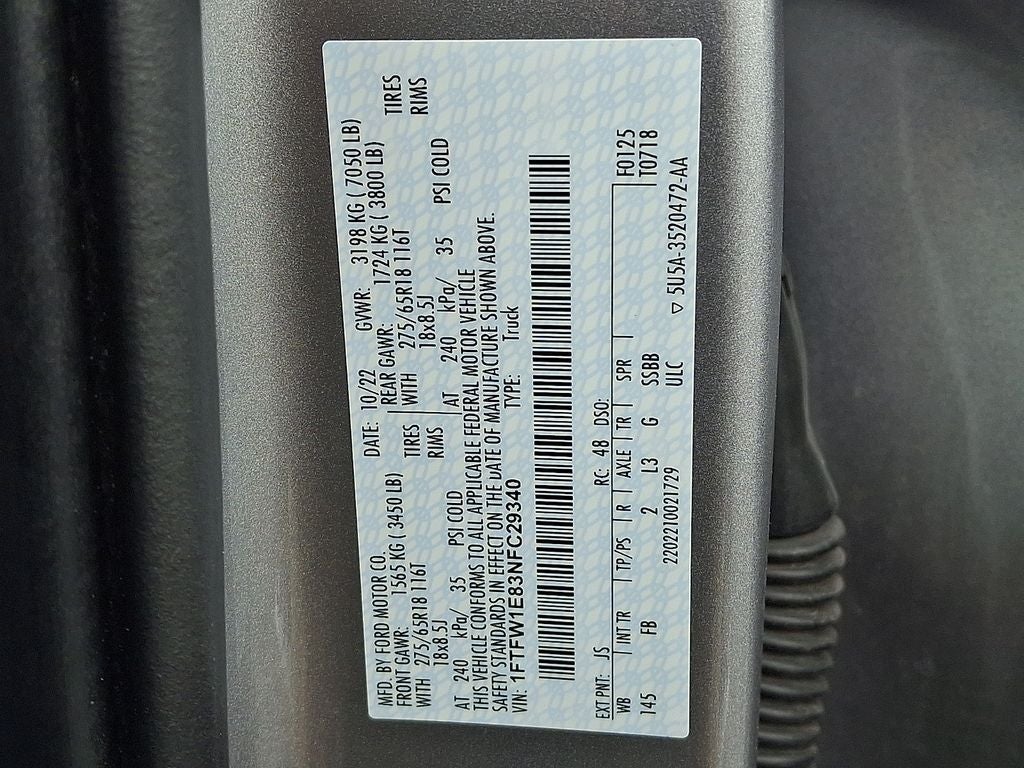 MFD. BY FORD MOTOR CO. DATE: 10/22 GVWR: 3198 KG ( 7050 LB)
FRONT GAWR: 1565 KG ( 3450 LB) REAR GAWR: 1724 KG ( 3800 LB)
WITH 275/65R18 116T TIRES WITH 275/65R18 116T TIRES
18x8.5J RIMS 18x8.5J RIMS
AT 240 kPa/ 35 PSI COLD AT 240 kPa/ 35 PSI COLD
THIS VEHICLE CONFORMS TO ALL APPLICABLE FEDERAL MOTOR VEHICLE
SAFETY STANDARDS IN EFFECT ON THE DATE OF MANUFACTURE SHOWN ABOVE.
VIN: 1FTFW1E83NFC29340 TYPE: Truck
EXT PNT: JS RC: 48 DSO: F0125
WB INT TR TP/PS R AXLE TR SPR T0718
145 FB 2 L3 G SSBB
2202210021729 ULC ▽ 5U5A-3520472-AA